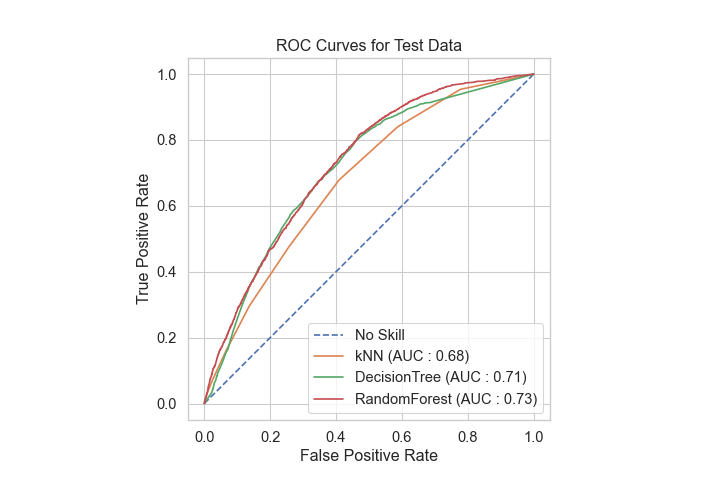 ROC Curves for Test Data
True Positive Rate
1.0
0.8
0.6
0.4
0.2
0.0
No Skill
kNN (AUC : 0.68)
DecisionTree (AUC : 0.71)
RandomForest (AUC : 0.73)
0.0 0.2 0.4 0.6 0.8 1.0
False Positive Rate